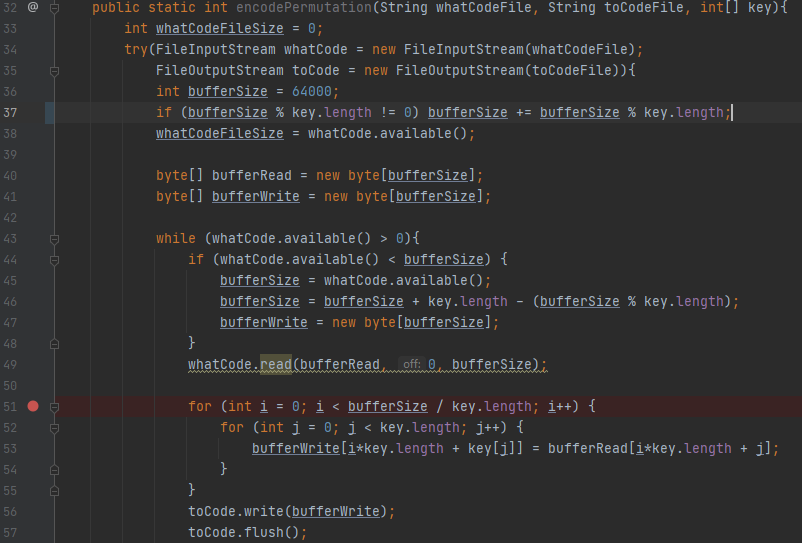 32 @ public static int encodePermutation(String whatCodeFile, String toCodeFile, int[] key){
33 int whatCodeFileSize = 0;
34 try(FileInputStream whatCode = new FileInputStream(whatCodeFile);
35 FileOutputStream toCode = new FileOutputStream(toCodeFile)){
36 int bufferSize = 64000;
37 if (bufferSize % key.length != 0) bufferSize += bufferSize % key.length;
38 whatCodeFileSize = whatCode.available();
39
40 byte[] bufferRead = new byte[bufferSize];
41 byte[] bufferWrite = new byte[bufferSize];
42
43 while (whatCode.available() > 0){
44 if (whatCode.available() < bufferSize) {
45 bufferSize = whatCode.available();
46 bufferSize = bufferSize + key.length - (bufferSize % key.length);
47 bufferWrite = new byte[bufferSize];
48 }
49 whatCode.read(bufferRead, off: 0, bufferSize);
50
51 for (int i = 0; i < bufferSize / key.length; i++) {
52 for (int j = 0; j < key.length; j++) {
53 bufferWrite[i*key.length + key[j]] = bufferRead[i*key.length + j];
54 }
55 }
56 toCode.write(bufferWrite);
57 toCode.flush();